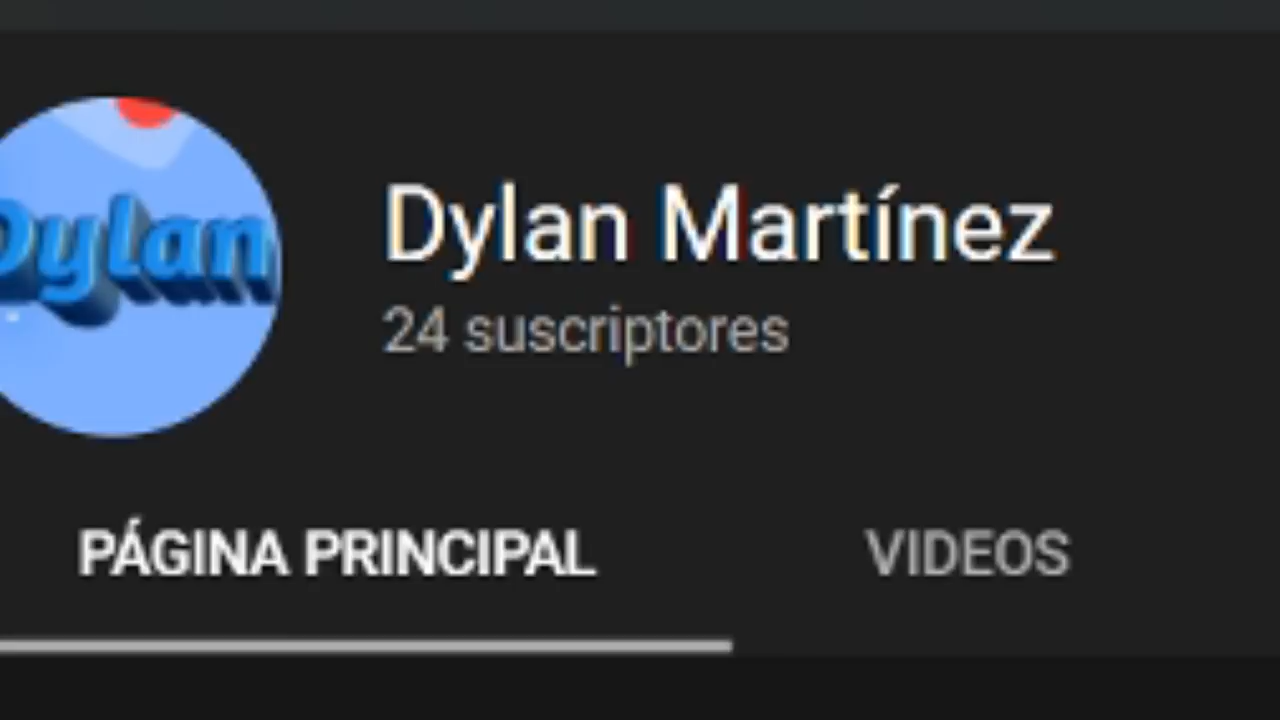 Dylan
Dylan Martínez
24 suscriptores
PÁGINA PRINCIPAL
VIDEOS